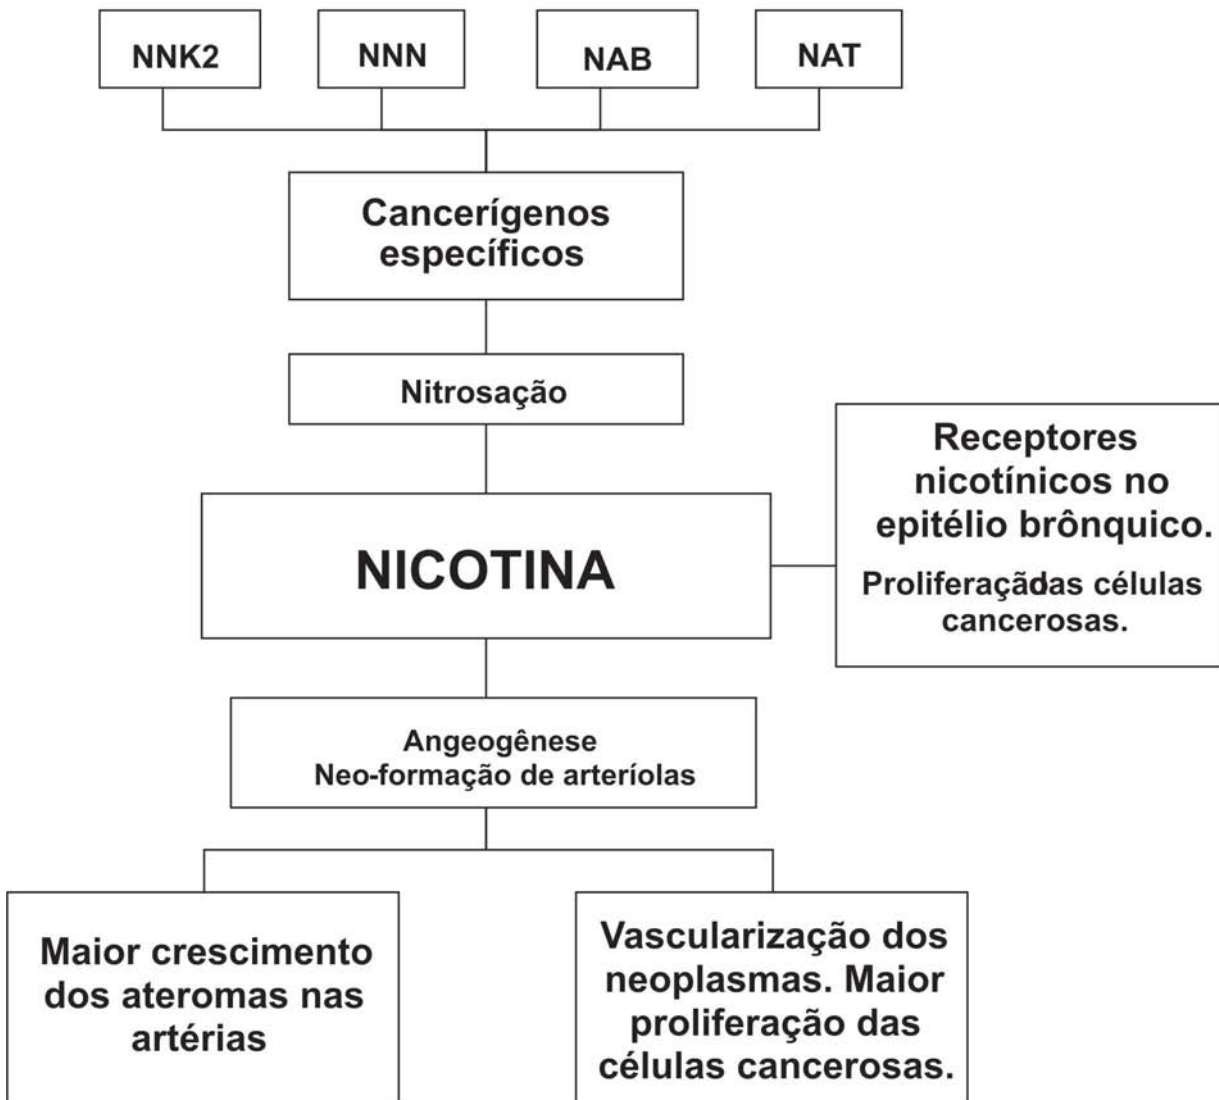 NNK2
NNN
NAB
NAT
Cancerígenos
específicos
Nitrosação
NICOTINA
Receptores
nicotínicos no
epitélio brônquico.
Proliferaçãodas células
cancerosas.
Angeogênese
Neo-formação de arteríolas
Maior crescimento
dos ateromas nas
artérias
Vascularização dos
neoplasmas. Maior
proliferação das
células cancerosas.